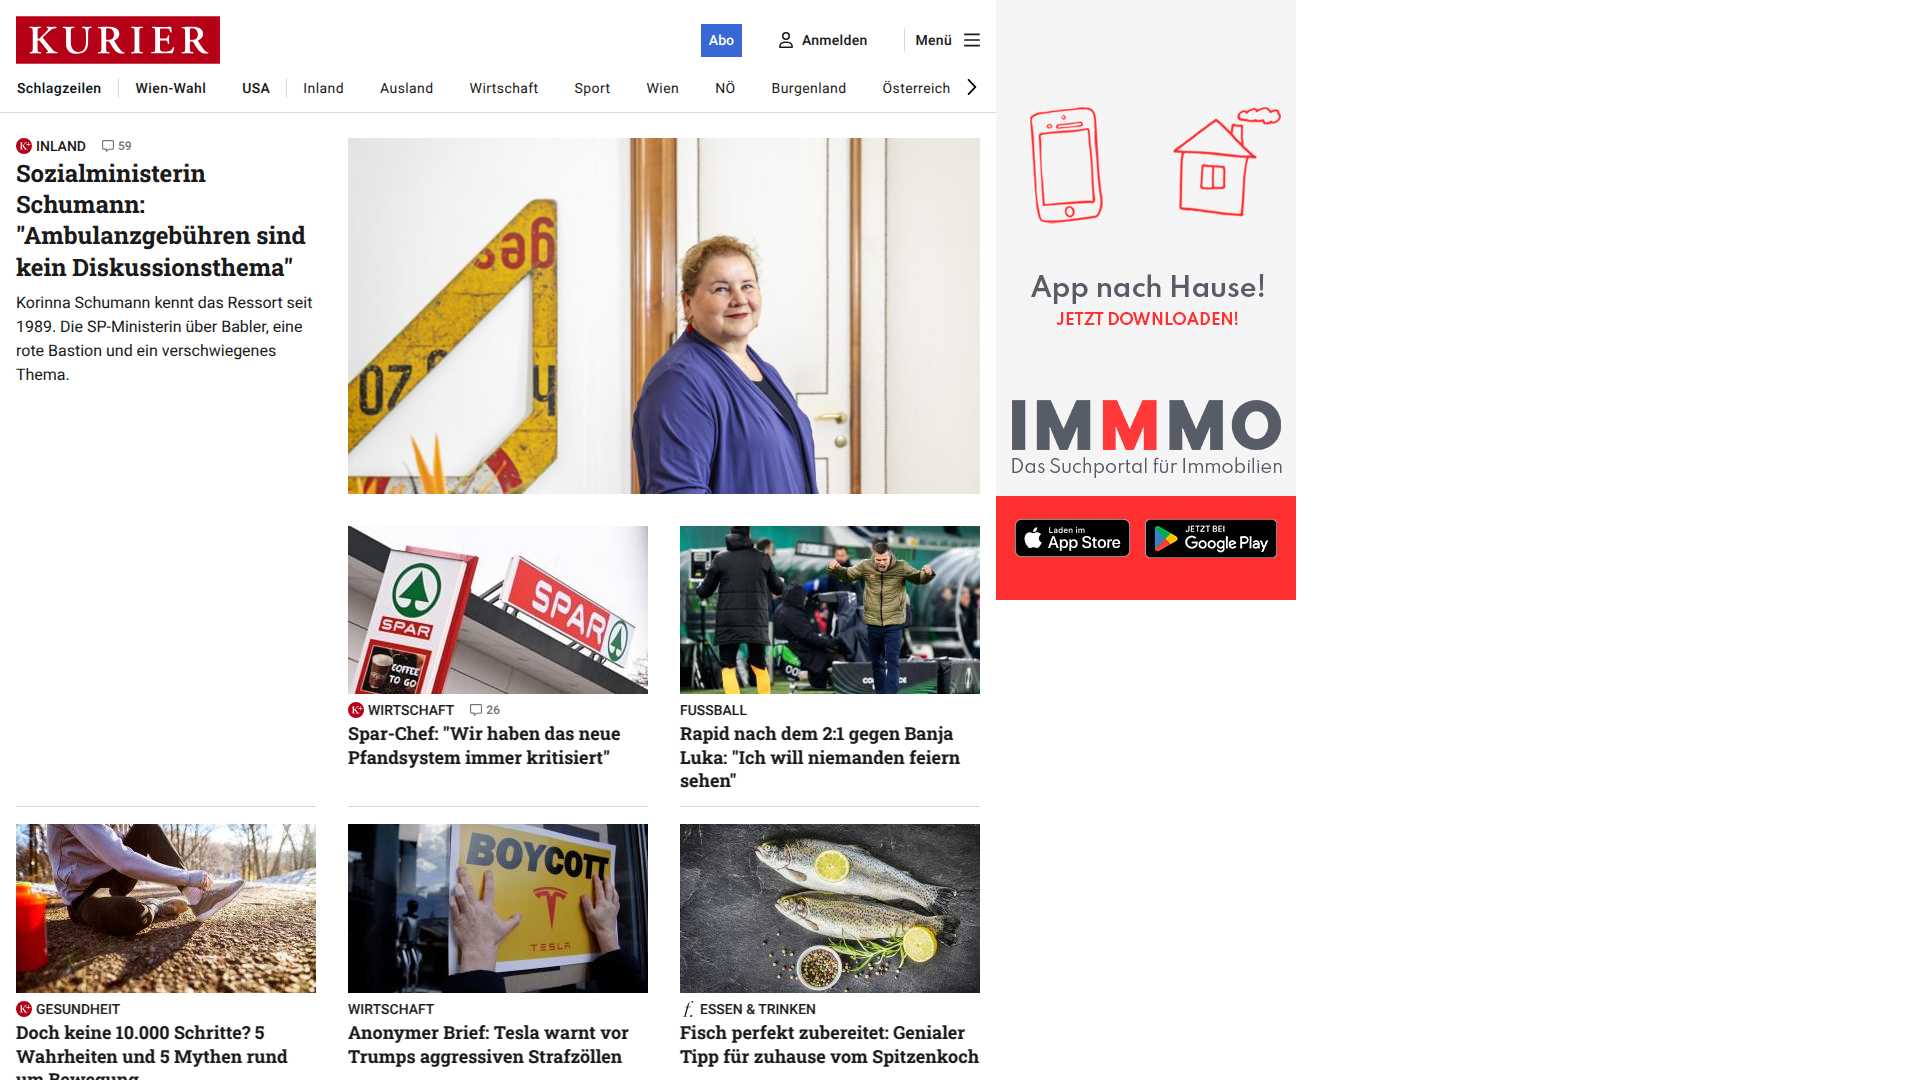 KURIER
Abo
Anmelden
Menü
Schlagzeilen
Wien-Wahl
USA
Inland
Ausland
Wirtschaft
Sport
Wien
NÖ
Burgenland
Österreich
K+ INLAND 59
Sozialministerin
Schumann:
"Ambulanzgebühren sind
kein Diskussionsthema"
Korinna Schumann kennt das Ressort seit
1989. Die SP-Ministerin über Babler, eine
rote Bastion und ein verschwiegenes
Thema.
SPAR
COFFEE
TO GO
SPAR
K+ WIRTSCHAFT 26
Spar-Chef: "Wir haben das neue
Pfandsystem immer kritisiert"
FUSSBALL
Rapid nach dem 2:1 gegen Banja
Luka: "Ich will niemanden feiern
sehen"
K+ GESUNDHEIT
Doch keine 10.000 Schritte? 5
Wahrheiten und 5 Mythen rund
um Bewegung
BOYCOTT
TESLA
WIRTSCHAFT
Anonymer Brief: Tesla warnt vor
Trumps aggressiven Strafzöllen
f. ESSEN & TRINKEN
Fisch perfekt zubereitet: Genialer
Tipp für zuhause vom Spitzenkoch
App nach Hause!
JETZT DOWNLOADEN!
IMMMO
Das Suchportal für Immobilien
Laden im
App Store
JETZT BEI
Google Play